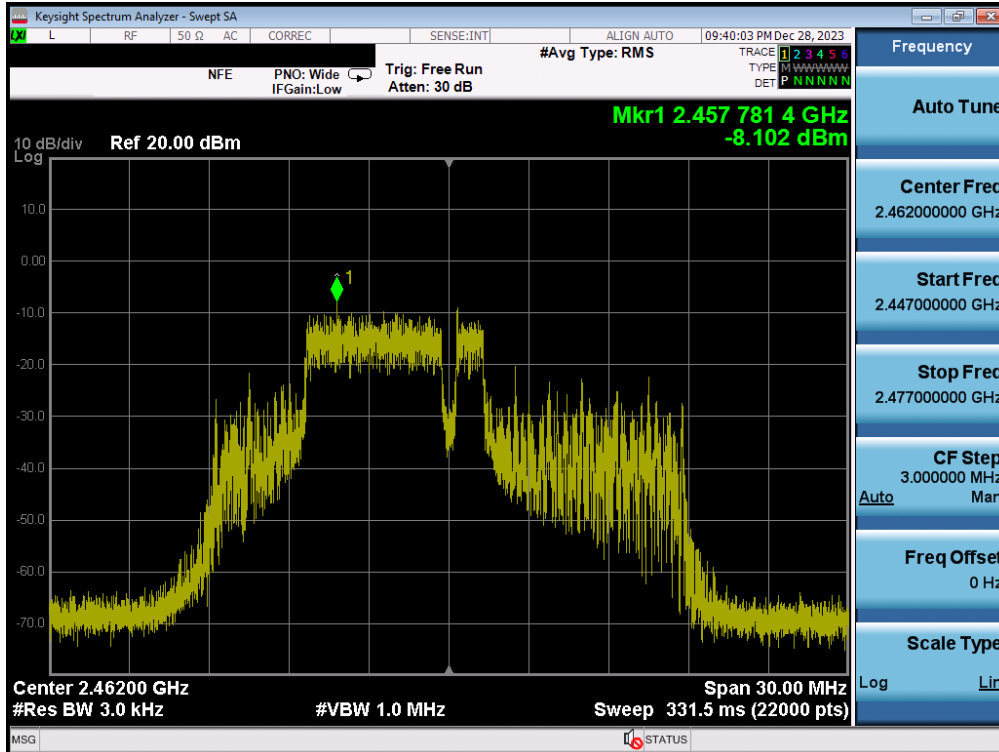 Keysight Spectrum Analyzer - Swept SA
LXI L RF 50 Ω AC CORREC SENSE:INT ALIGN AUTO 09:40:03 PM Dec 28, 2023
NFE PNO: Wide Trig: Free Run #Avg Type: RMS TRACE 1 2 3 4 5 6
IFGain:Low Atten: 30 dB TYPE M WWWWW
DET P N N N N N
Mkr1 2.457 781 4 GHz
-8.102 dBm
10 dB/div Ref 20.00 dBm
Log
10.0
0.00
1
-10.0
-20.0
-30.0
-40.0
-50.0
-60.0
-70.0
Center 2.46200 GHz Span 30.00 MHz
#Res BW 3.0 kHz #VBW 1.0 MHz Sweep 331.5 ms (22000 pts)
MSG STATUS
Frequency
Auto Tune
Center Freq
2.462000000 GHz
Start Freq
2.447000000 GHz
Stop Freq
2.477000000 GHz
CF Step
3.000000 MHz
Auto Man
Freq Offset
0 Hz
Scale Type
Log Lin